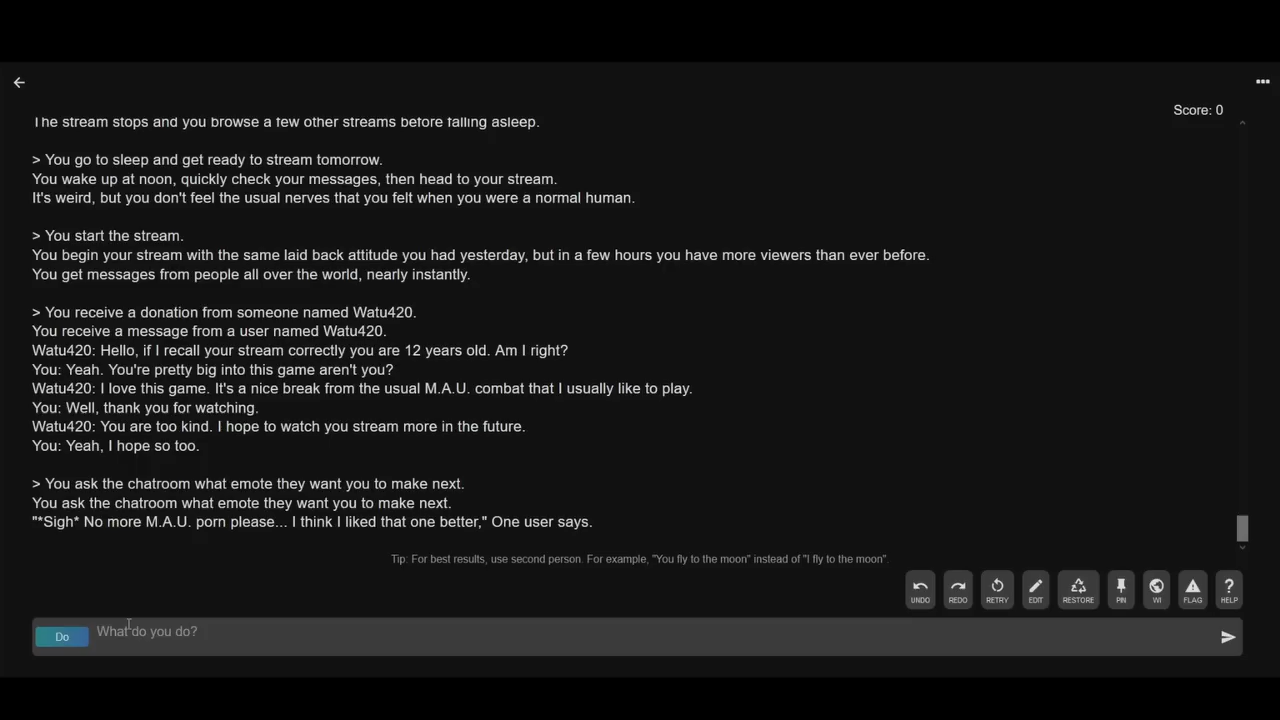 Score: 0
The stream stops and you browse a few other streams before falling asleep.
> You go to sleep and get ready to stream tomorrow.
You wake up at noon, quickly check your messages, then head to your stream.
It's weird, but you don't feel the usual nerves that you felt when you were a normal human.
> You start the stream.
You begin your stream with the same laid back attitude you had yesterday, but in a few hours you have more viewers than ever before.
You get messages from people all over the world, nearly instantly.
> You receive a donation from someone named Watu420.
You receive a message from a user named Watu420.
Watu420: Hello, if I recall your stream correctly you are 12 years old. Am I right?
You: Yeah. You're pretty big into this game aren't you?
Watu420: I love this game. It's a nice break from the usual M.A.U. combat that I usually like to play.
You: Well, thank you for watching.
Watu420: You are too kind. I hope to watch you stream more in the future.
You: Yeah, I hope so too.
> You ask the chatroom what emote they want you to make next.
You ask the chatroom what emote they want you to make next.
"*Sigh* No more M.A.U. porn please... I think I liked that one better," One user says.
Tip: For best results, use second person. For example, "You fly to the moon" instead of "I fly to the moon".
UNDO REDO RETRY EDIT RESTORE PIN WI FLAG HELP
Do What do you do?